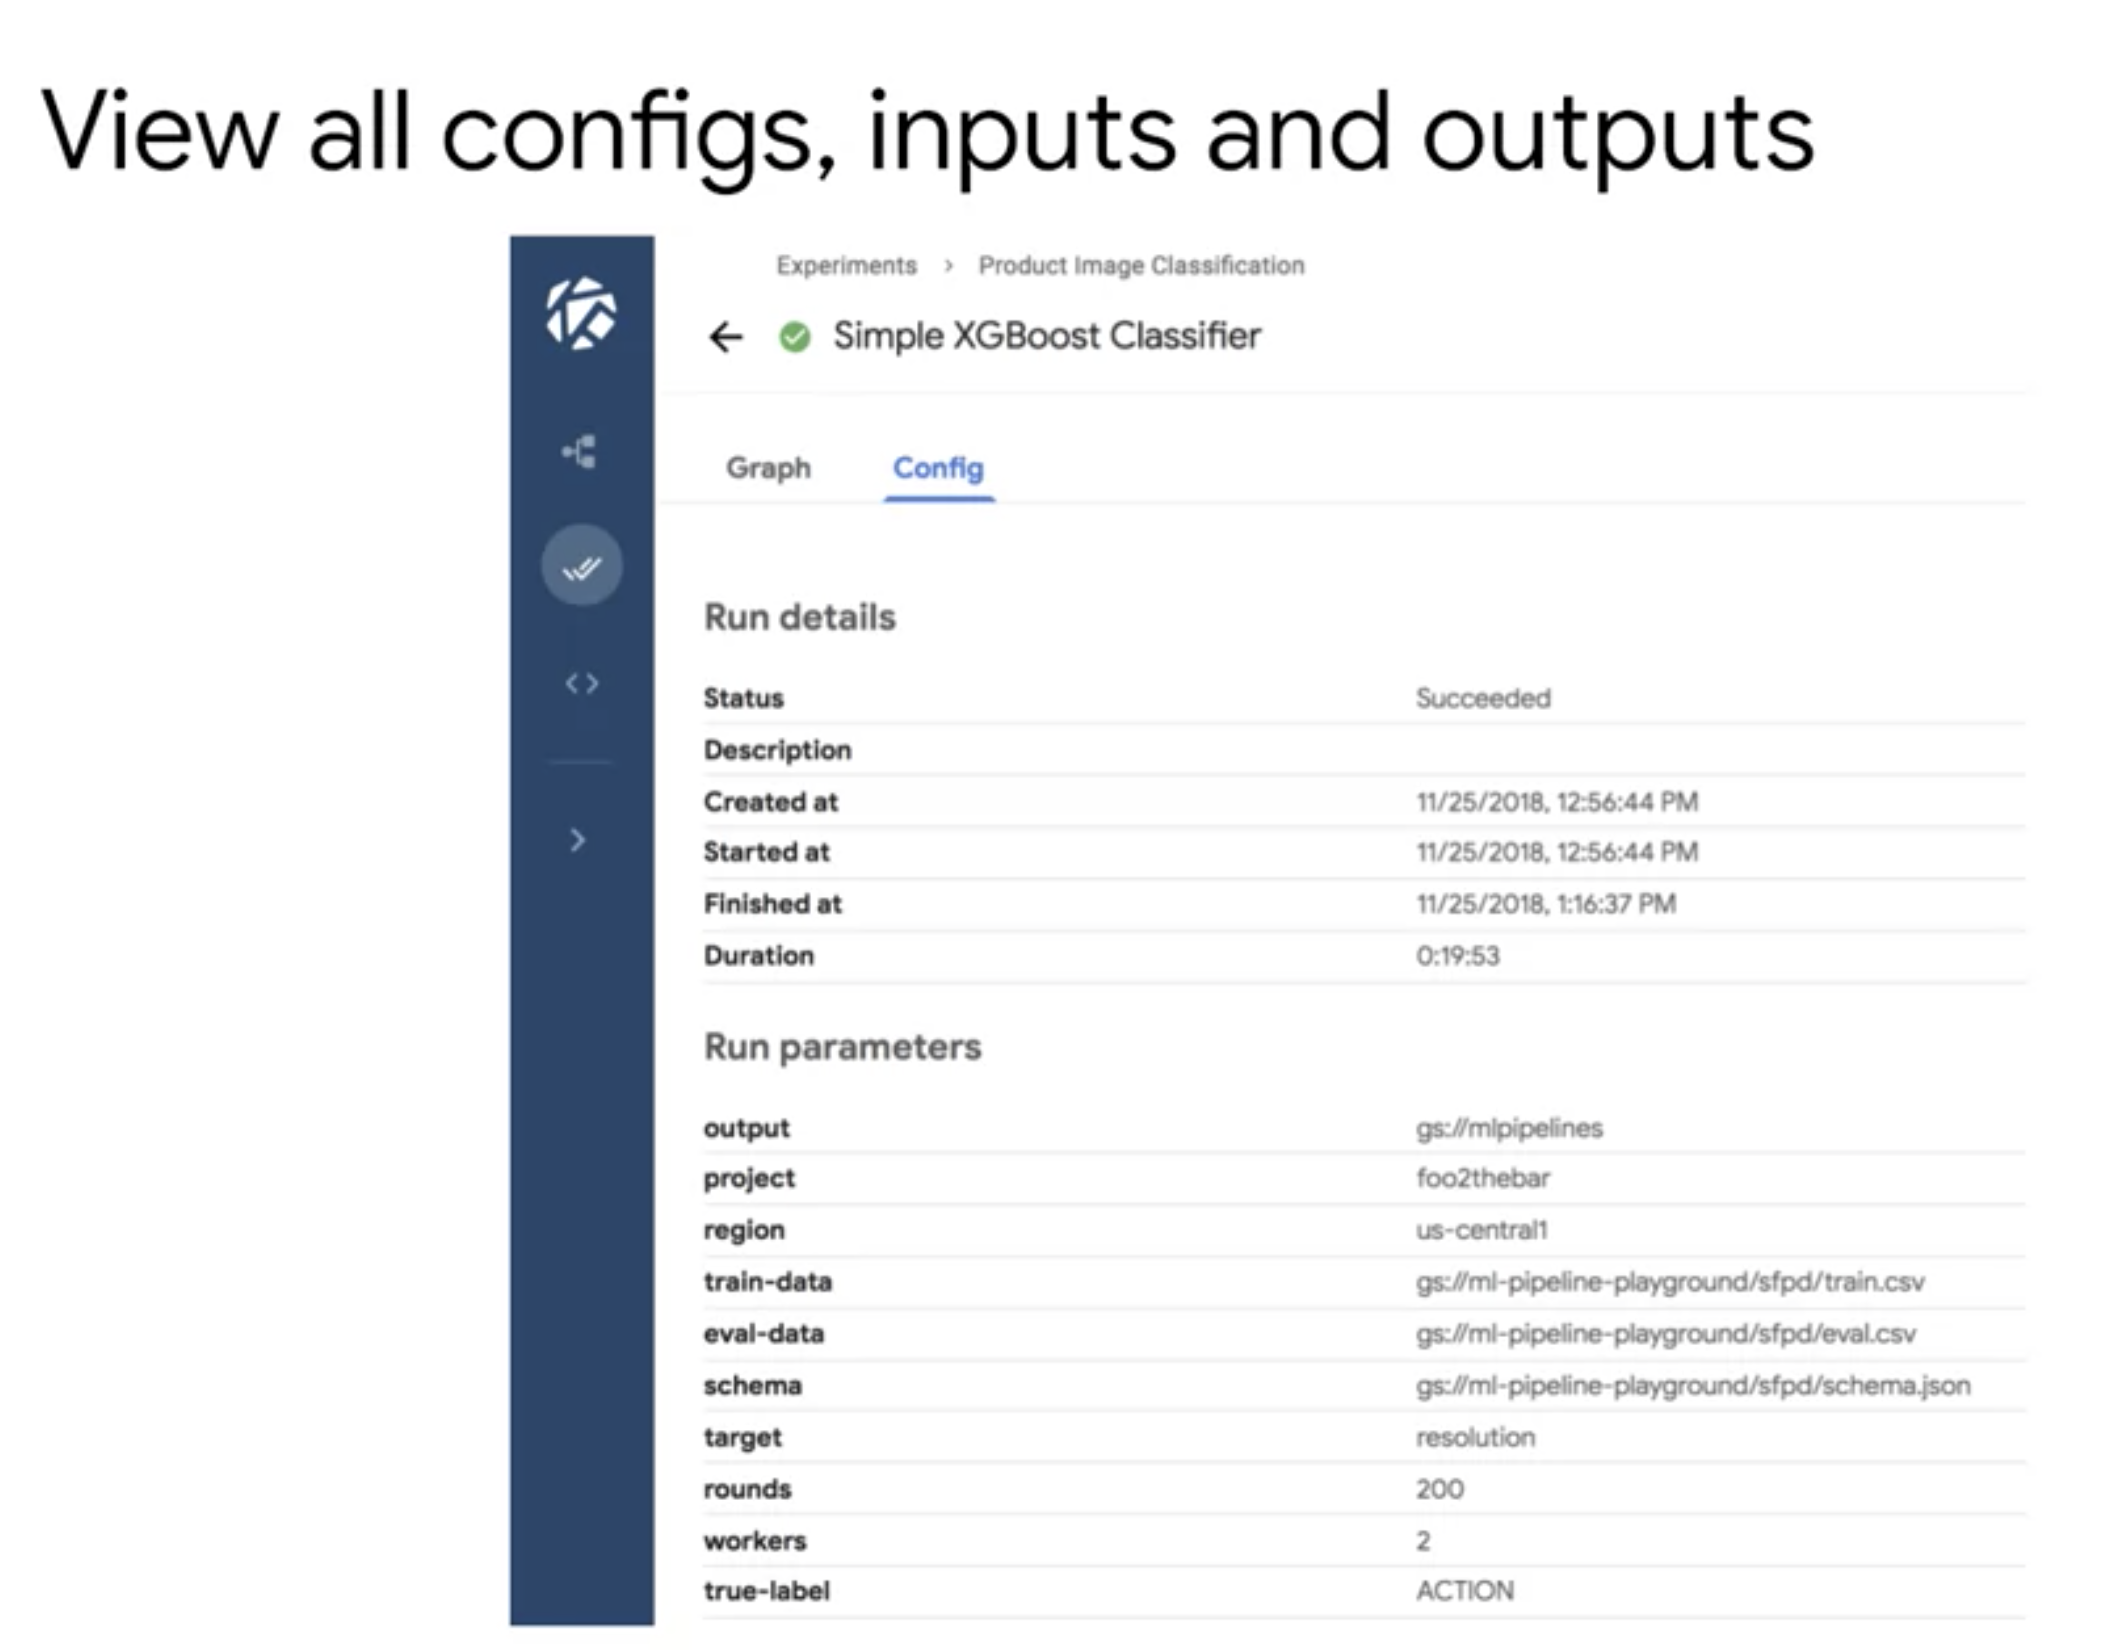 View all configs, inputs and outputs
Experiments > Product Image Classification
Simple XGBoost Classifier
Graph Config
Run details
Status Succeeded
Description
Created at 11/25/2018, 12:56:44 PM
Started at 11/25/2018, 12:56:44 PM
Finished at 11/25/2018, 1:16:37 PM
Duration 0:19:53
Run parameters
output gs://mlpipelines
project foo2thebar
region us-central1
train-data gs://ml-pipeline-playground/sfpd/train.csv
eval-data gs://ml-pipeline-playground/sfpd/eval.csv
schema gs://ml-pipeline-playground/sfpd/schema.json
target resolution
rounds 200
workers 2
true-label ACTION